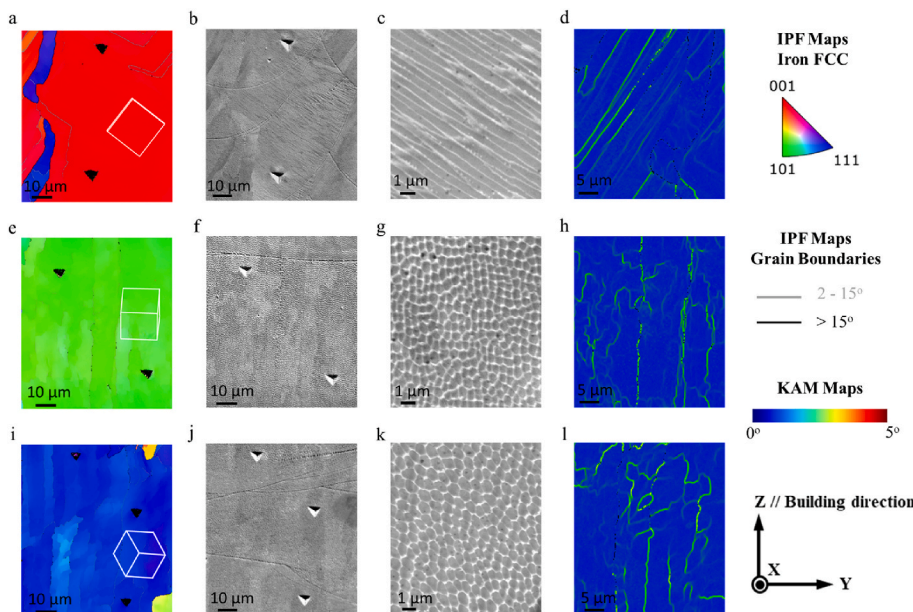 a b c d
10 μm 10 μm 1 μm 5 μm
IPF Maps
Iron FCC
001
101 111
e f g h
10 μm 10 μm 1 μm 5 μm
IPF Maps
Grain Boundaries
2 - 15°
> 15°
i j k l
10 μm 10 μm 1 μm 5 μm
KAM Maps
0° 5°
Z // Building direction
X Y